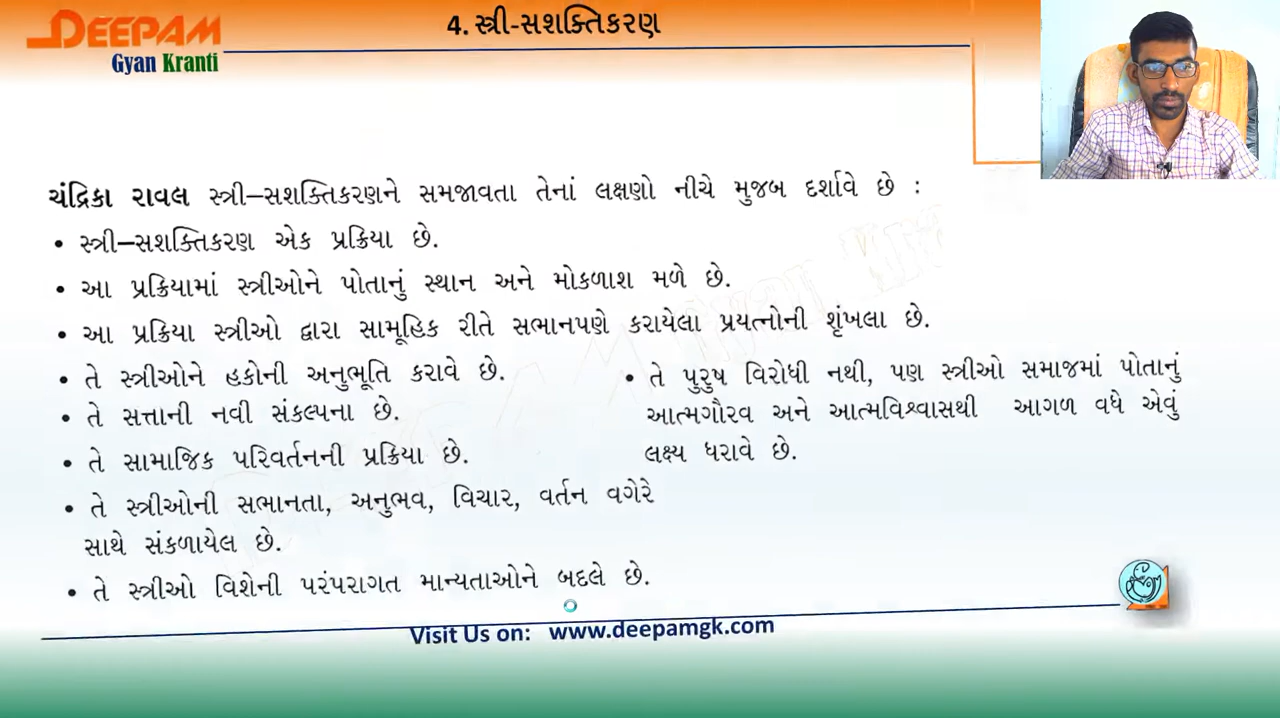 DEEPAM
Gyan Kranti
4. સ્ત્રી-સશક્તિકરણ
ચંદ્રિકા રાવલ સ્ત્રી–સશક્તિકરણને સમજાવતા તેનાં લક્ષણો નીચે મુજબ દર્શાવે છે :
• સ્ત્રી–સશક્તિકરણ એક પ્રક્રિયા છે.
• આ પ્રક્રિયામાં સ્ત્રીઓને પોતાનું સ્થાન અને મોકળાશ મળે છે.
• આ પ્રક્રિયા સ્ત્રીઓ દ્વારા સામૂહિક રીતે સભાનપણે કરાયેલા પ્રયત્નોની શૃંખલા છે.
• તે સ્ત્રીઓને હકોની અનુભૂતિ કરાવે છે.
• તે સત્તાની નવી સંકલ્પના છે.
• તે સામાજિક પરિવર્તનની પ્રક્રિયા છે.
• તે સ્ત્રીઓની સભાનતા, અનુભવ, વિચાર, વર્તન વગેરે
સાથે સંકળાયેલ છે.
• તે સ્ત્રીઓ વિશેની પરંપરાગત માન્યતાઓને બદલે છે.
• તે પુરુષ વિરોધી નથી, પણ સ્ત્રીઓ સમાજમાં પોતાનું
આત્મગૌરવ અને આત્મવિશ્વાસથી આગળ વધે એવું
લક્ષ્ય ધરાવે છે.
Visit Us on: www.deepamgk.com